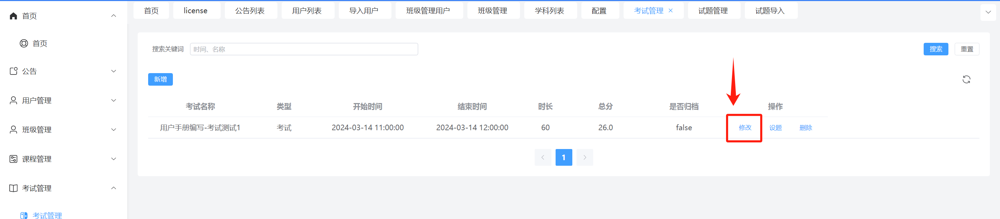 首页
首页
公告
用户管理
班级管理
课程管理
考试管理
考试管理
首页 license 公告列表 用户列表 导入用户 班级管理用户 班级管理 学科列表 配置 考试管理 × 试题管理 试题导入
搜索关键词 时间、名称 搜索 重置
新增
考试名称 类型 开始时间 结束时间 时长 总分 是否归档 操作
用户手册编写-考试测试1 考试 2024-03-14 11:00:00 2024-03-14 12:00:00 60 26.0 false 修改 设题 删除
1